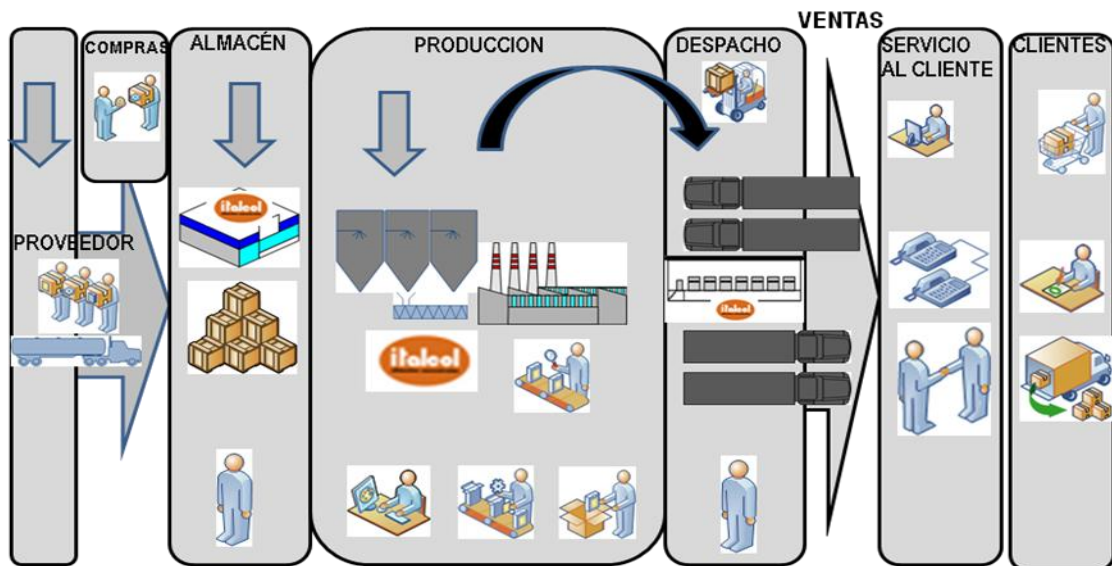 VENTAS
COMPRAS
ALMACÉN
PRODUCCION
DESPACHO
SERVICIO
AL CLIENTE
CLIENTES
PROVEEDOR
italcol
italcol
italcol